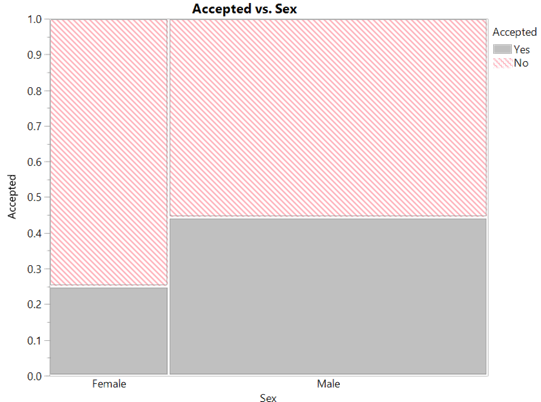 Accepted vs. Sex
Accepted
Yes
No
1.0
0.9
0.8
0.7
0.6
0.5
0.4
0.3
0.2
0.1
0.0
Accepted
Female Male
Sex